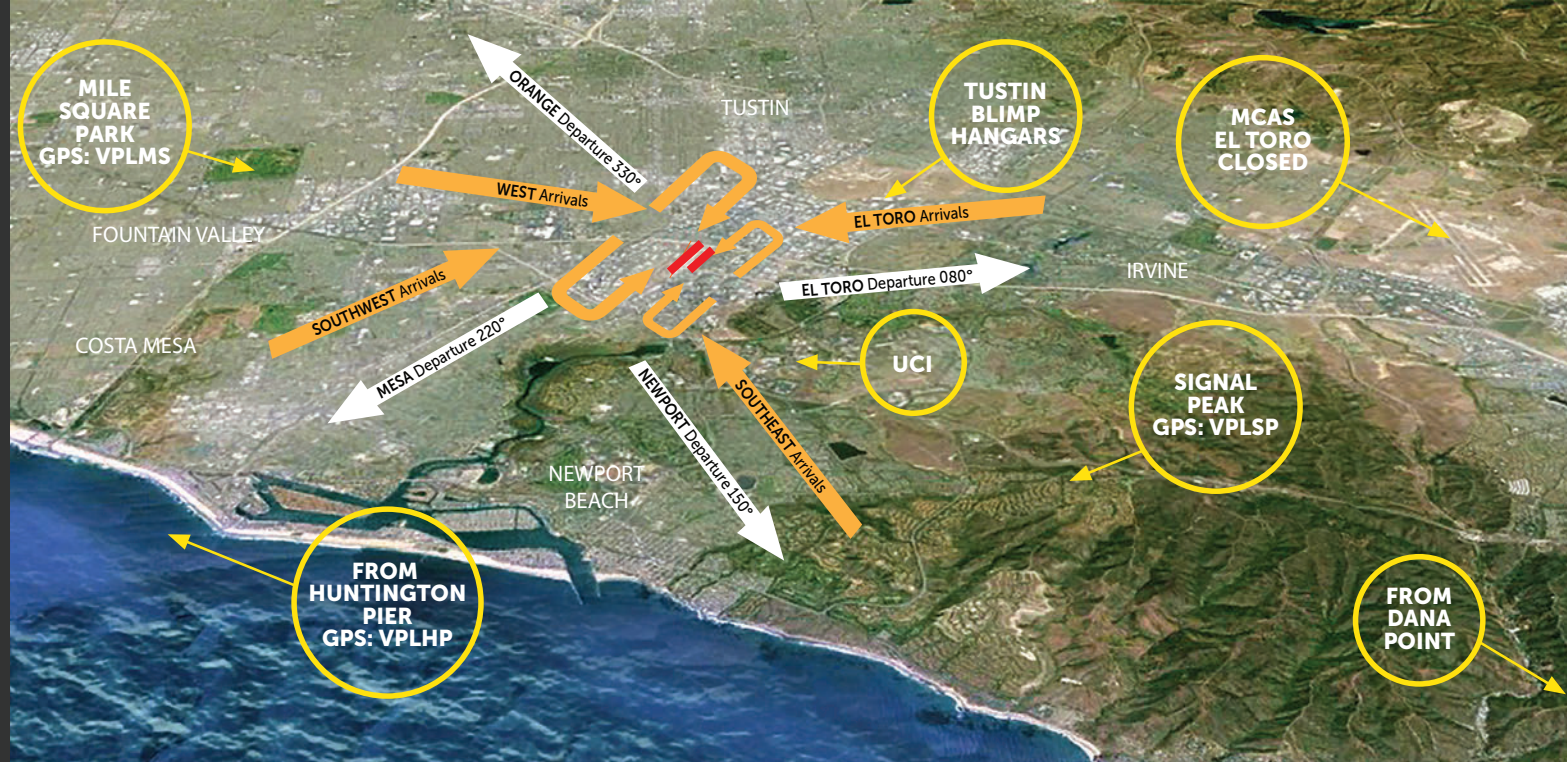 MILE
SQUARE
PARK
GPS: VPLMS
ORANGE Departure 330°
TUSTIN
TUSTIN
BLIMP
HANGARS
MCAS
EL TORO
CLOSED
WEST Arrivals
EL TORO Arrivals
FOUNTAIN VALLEY
SOUTHWEST Arrivals
EL TORO Departure 080°
IRVINE
COSTA MESA
MESA Departure 220°
UCI
NEWPORT Departure 150°
SOUTHEAST Arrivals
SIGNAL
PEAK
GPS: VPLSP
NEWPORT
BEACH
FROM
HUNTINGTON
PIER
GPS: VPLHP
FROM
DANA
POINT